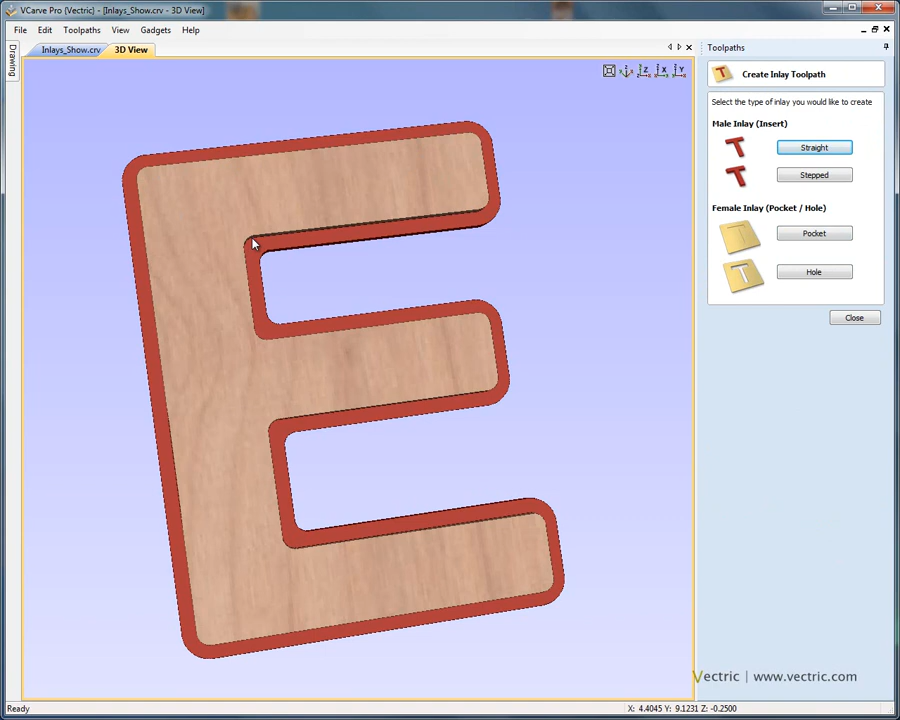 VCarve Pro {Vectric} - [Inlays_Show.crv - 3D View]
File Edit Toolpaths View Gadgets Help
Drawing
Inlays_Show.crv 3D View
Z X Y
Toolpaths
Create Inlay Toolpath
Select the type of inlay you would like to create
Male Inlay (Insert)
Straight
Stepped
Female Inlay (Pocket / Hole)
Pocket
Hole
Close
E
Vectric | www.vectric.com
Ready X: 4.4045 Y: 9.1231 Z: -0.2500